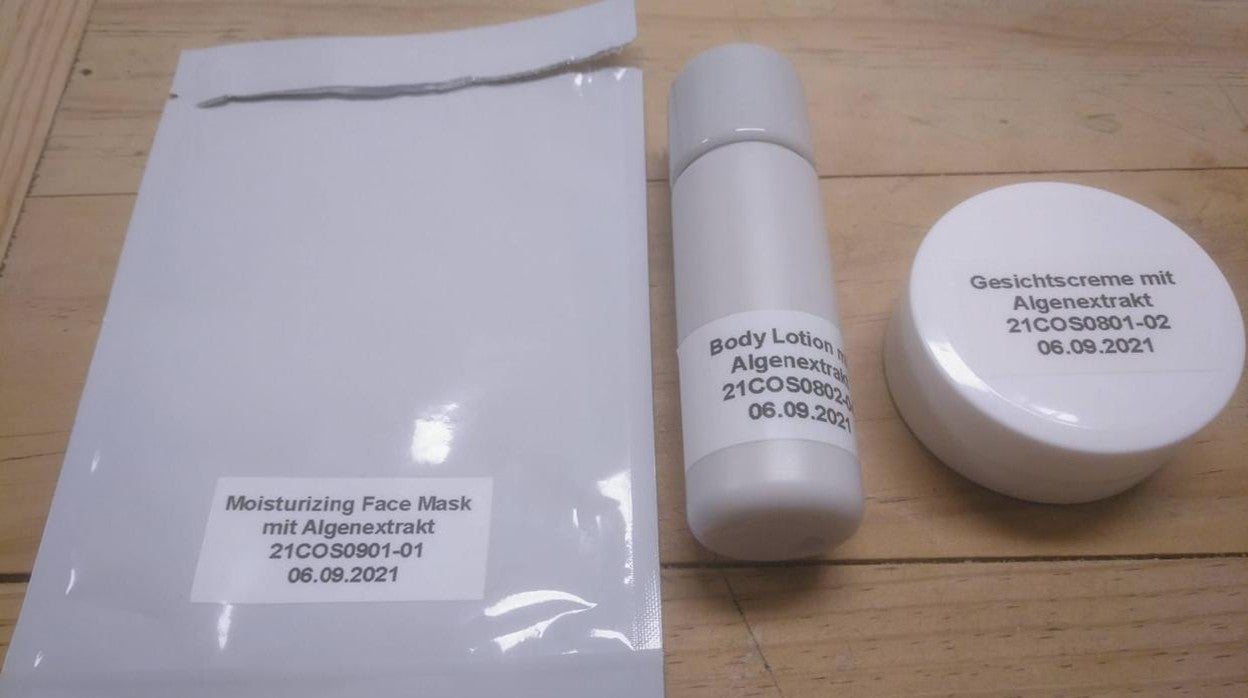 Moisturizing Face Mask
mit Algenextrakt
21COS0901-01
06.09.2021
Body Lotion
Algenextrakt
21COS0802-
06.09.2021
Gesichtscreme mit
Algenextrakt
21COS0801-02
06.09.2021